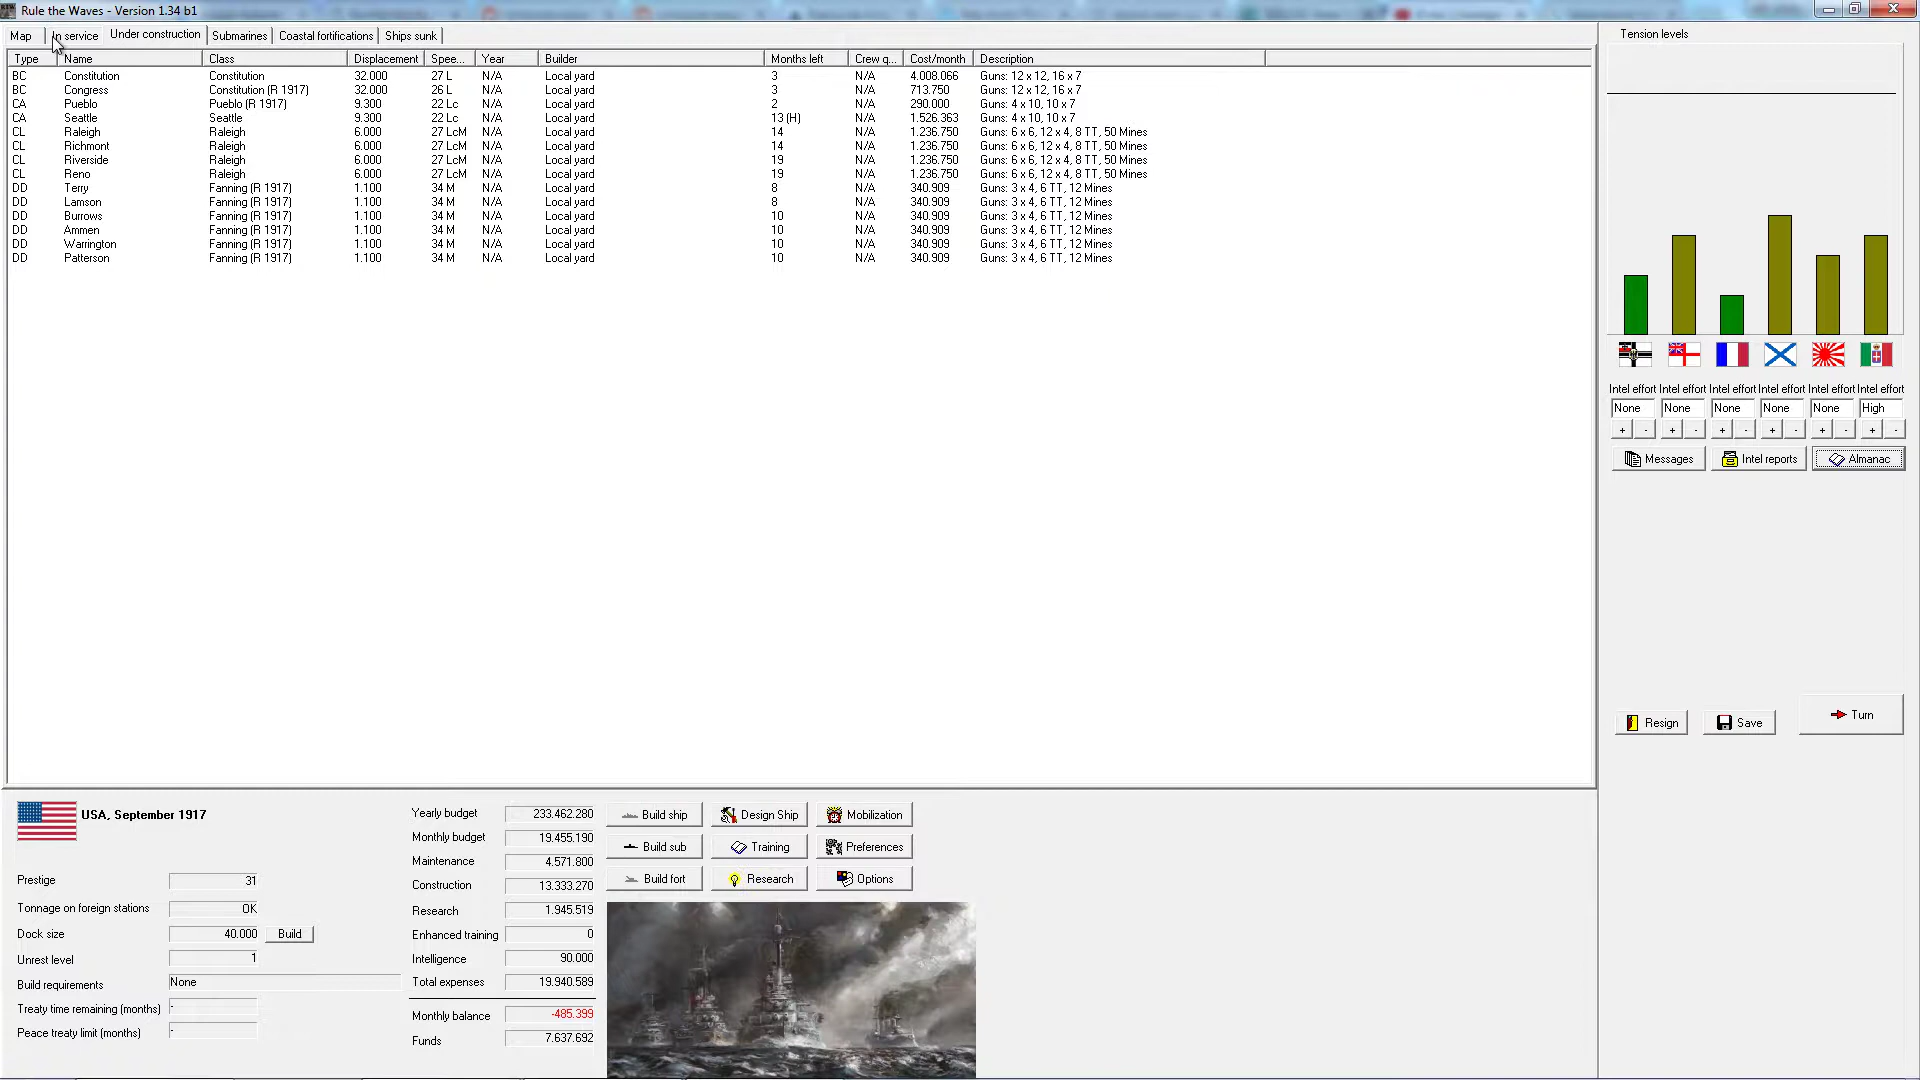 Rule the Waves - Version 1.34 b1
Map In service Under construction Submarines Coastal fortifications Ships sunk
Type Name Class Displacement Spee... Year Builder Months left Crew q... Cost/month Description
BC Constitution Constitution 32.000 27 L N/A Local yard 3 N/A 4.008.066 Guns: 12 x 12, 16 x 7
BC Congress Constitution (R 1917) 32.000 26 L N/A Local yard 3 N/A 713.750 Guns: 12 x 12, 16 x 7
CA Pueblo Pueblo (R 1917) 9.300 22 Lc N/A Local yard 2 N/A 290.000 Guns: 4 x 10, 10 x 7
CA Seattle Seattle 9.300 22 Lc N/A Local yard 13 (H) N/A 1.526.363 Guns: 4 x 10, 10 x 7
CL Raleigh Raleigh 6.000 27 LcM N/A Local yard 14 N/A 1.236.750 Guns: 6 x 6, 12 x 4, 8 TT, 50 Mines
CL Richmont Raleigh 6.000 27 LcM N/A Local yard 14 N/A 1.236.750 Guns: 6 x 6, 12 x 4, 8 TT, 50 Mines
CL Riverside Raleigh 6.000 27 LcM N/A Local yard 19 N/A 1.236.750 Guns: 6 x 6, 12 x 4, 8 TT, 50 Mines
CL Reno Raleigh 6.000 27 LcM N/A Local yard 19 N/A 1.236.750 Guns: 6 x 6, 12 x 4, 8 TT, 50 Mines
DD Terry Fanning (R 1917) 1.100 34 M N/A Local yard 8 N/A 340.909 Guns: 3 x 4, 6 TT, 12 Mines
DD Lamson Fanning (R 1917) 1.100 34 M N/A Local yard 8 N/A 340.909 Guns: 3 x 4, 6 TT, 12 Mines
DD Burrows Fanning (R 1917) 1.100 34 M N/A Local yard 10 N/A 340.909 Guns: 3 x 4, 6 TT, 12 Mines
DD Ammen Fanning (R 1917) 1.100 34 M N/A Local yard 10 N/A 340.909 Guns: 3 x 4, 6 TT, 12 Mines
DD Warrington Fanning (R 1917) 1.100 34 M N/A Local yard 10 N/A 340.909 Guns: 3 x 4, 6 TT, 12 Mines
DD Patterson Fanning (R 1917) 1.100 34 M N/A Local yard 10 N/A 340.909 Guns: 3 x 4, 6 TT, 12 Mines
Tension levels
Intel effort Intel effort Intel effort Intel effort Intel effort Intel effort
None None None None None High
+ - + - + - + - + - + -
Messages Intel reports Almanac
Resign Save Turn
USA, September 1917
Prestige 31
Tonnage on foreign stations OK
Dock size 40.000 Build
Unrest level 1
Build requirements None
Treaty time remaining (months) -
Peace treaty limit (months) -
Yearly budget 233.462.280
Monthly budget 19.455.190
Maintenance 4.571.800
Construction 13.333.270
Research 1.945.519
Enhanced training 0
Intelligence 90.000
Total expenses 19.940.589
Monthly balance -485.399
Funds 7.637.692
Build ship Design Ship Mobilization
Build sub Training Preferences
Build fort Research Options